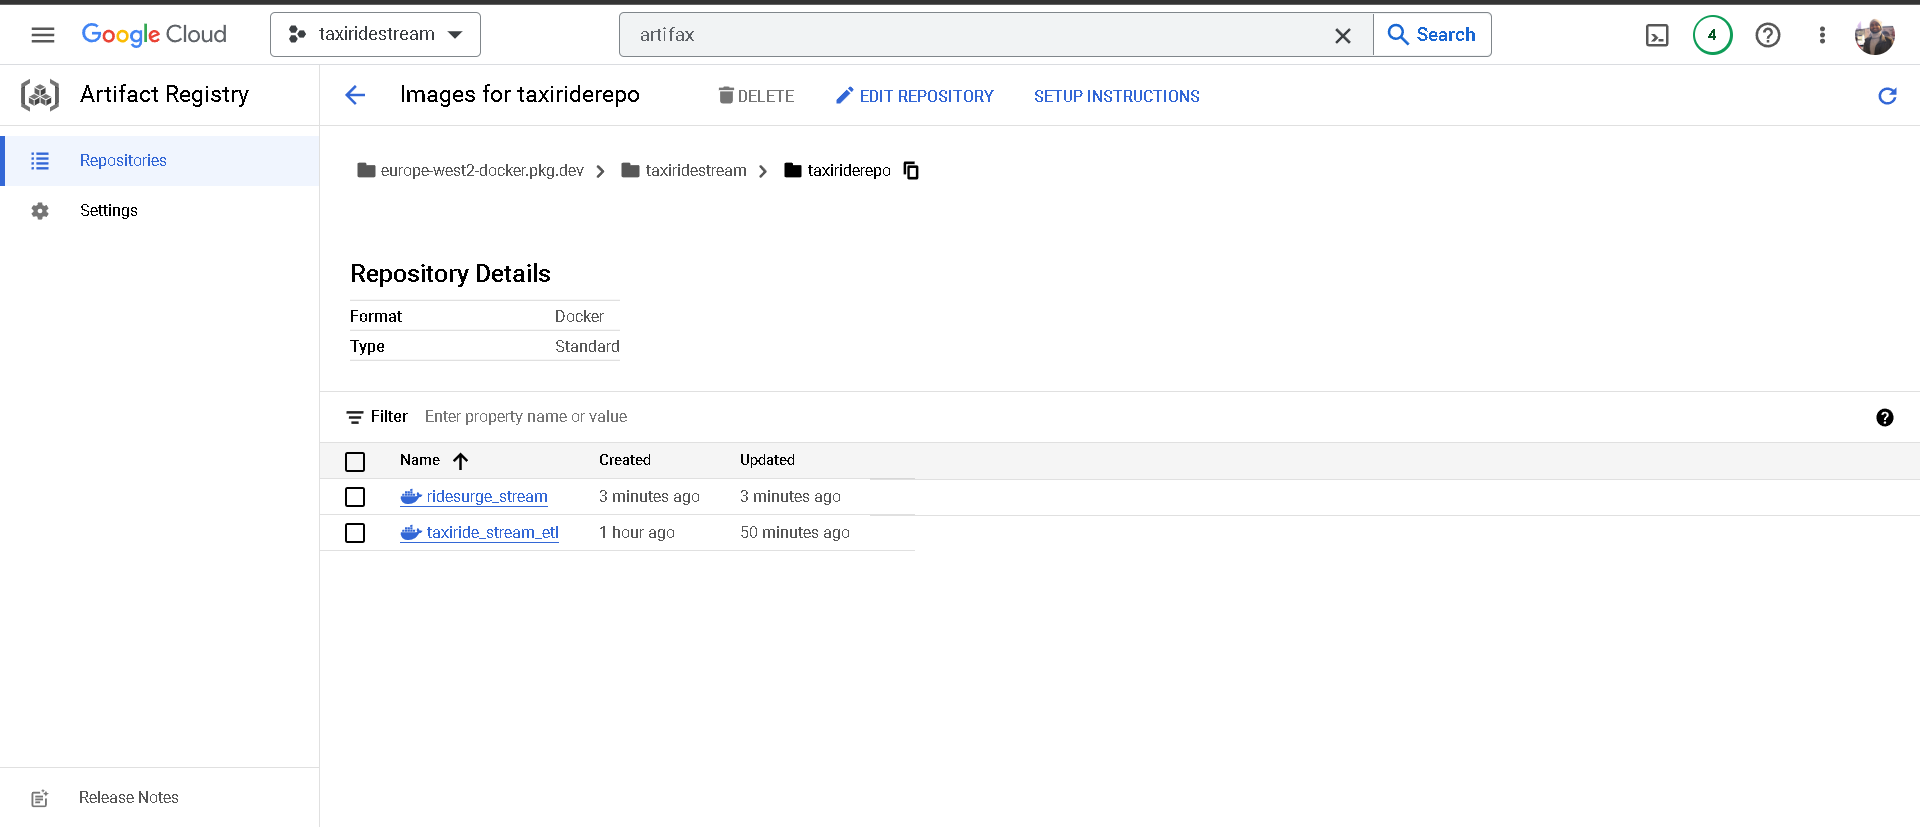 Google Cloud
taxiridestream
artifax
Search
4
Artifact Registry
Images for taxiriderepo
DELETE
EDIT REPOSITORY
SETUP INSTRUCTIONS
Repositories
Settings
europe-west2-docker.pkg.dev > taxiridestream > taxiriderepo
Repository Details
Format Docker
Type Standard
Filter Enter property name or value
Name Created Updated
ridesurge_stream 3 minutes ago 3 minutes ago
taxiride_stream_etl 1 hour ago 50 minutes ago
Release Notes